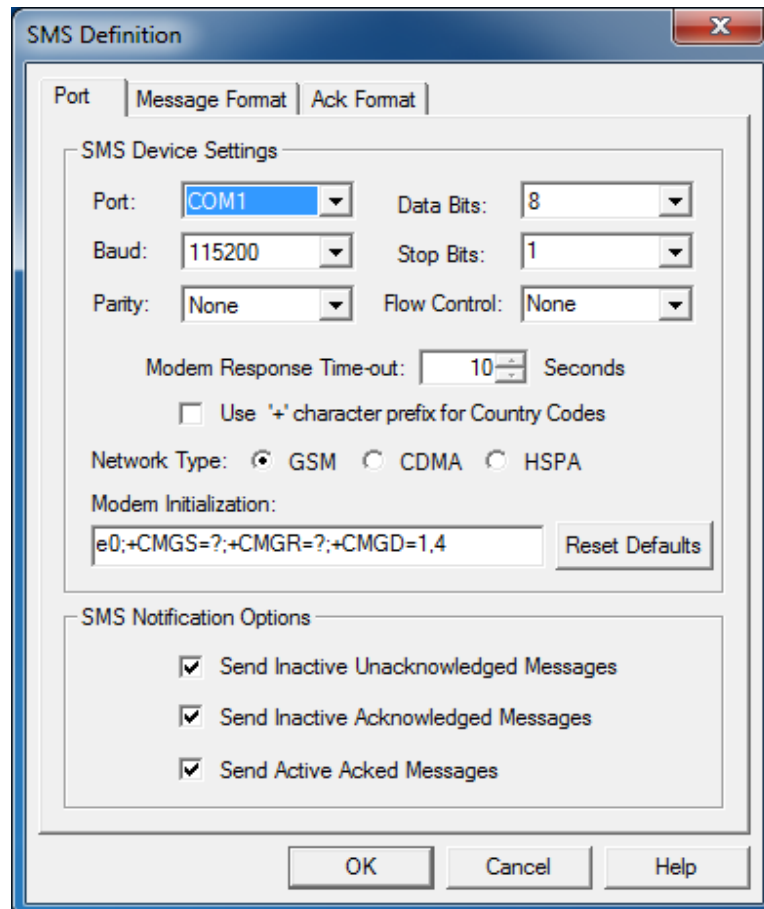 SMS Definition
Port Message Format Ack Format
SMS Device Settings
Port: COM1 Data Bits: 8
Baud: 115200 Stop Bits: 1
Parity: None Flow Control: None
Modem Response Time-out: 10 Seconds
Use '+' character prefix for Country Codes
Network Type: GSM CDMA HSPA
Modem Initialization:
e0;+CMGS=?;+CMGR=?;+CMGD=1,4 Reset Defaults
SMS Notification Options
Send Inactive Unacknowledged Messages
Send Inactive Acknowledged Messages
Send Active Acked Messages
OK Cancel Help